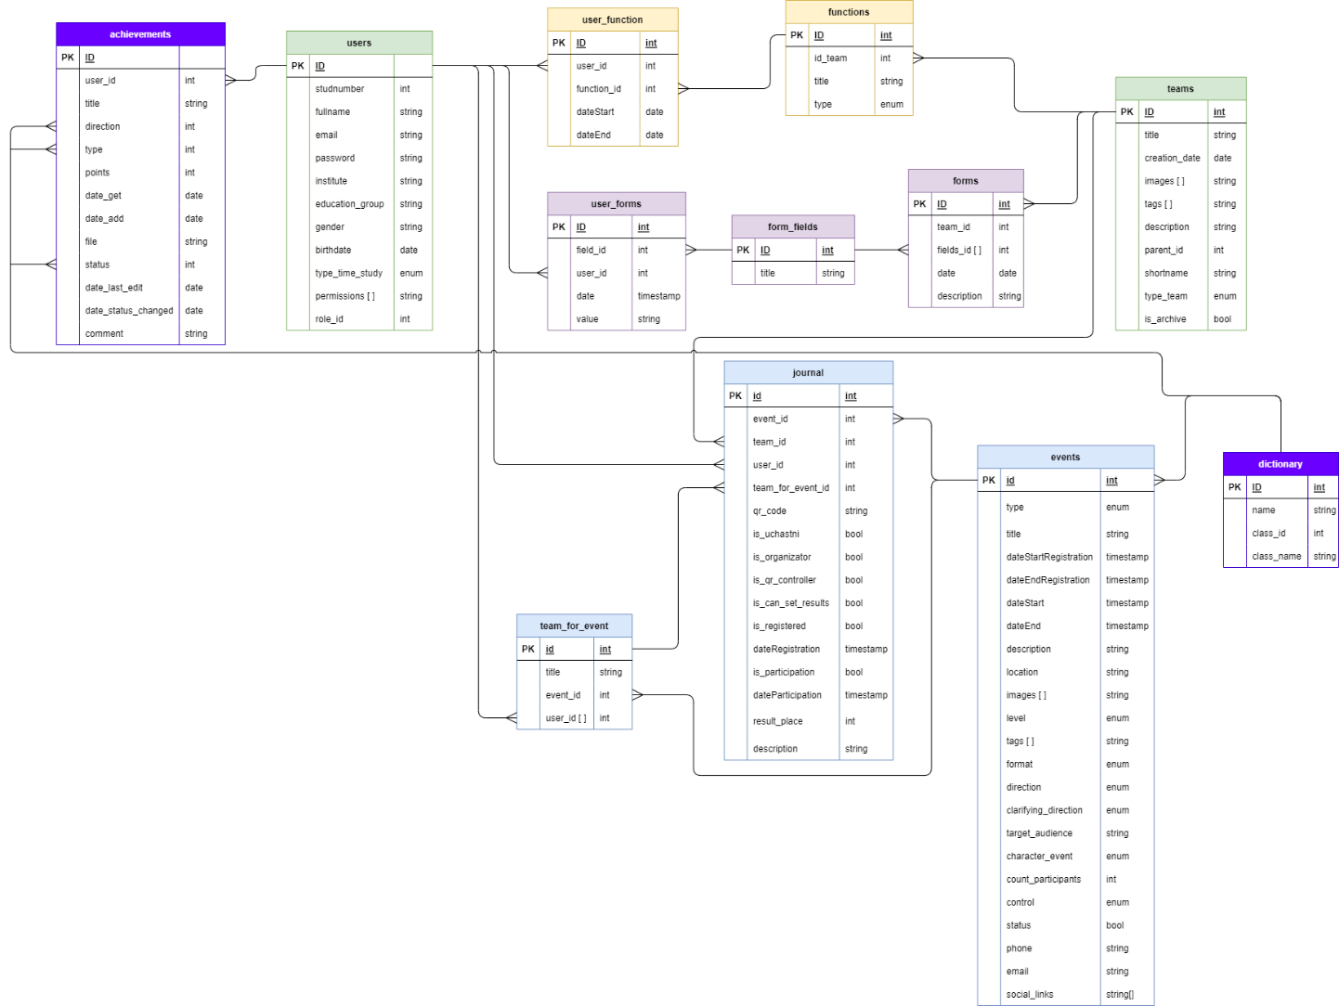 achievements
PK ID
user_id int
title string
direction int
type int
points int
date_get date
date_add date
file string
status int
date_last_edit date
date_status_changed date
comment string
users
PK ID
studnumber int
fullname string
email string
password string
institute string
education_group string
gender string
birthdate date
type_time_study enum
permissions [ ] string
role_id int
user_function
PK ID int
user_id int
function_id int
dateStart date
dateEnd date
functions
PK ID int
id_team int
title string
type enum
teams
PK ID int
title string
creation_date date
images [ ] string
tags [ ] string
description string
parent_id int
shortname string
type_team enum
is_archive bool
user_forms
PK ID int
field_id int
user_id int
date timestamp
value string
form_fields
PK ID int
title string
forms
PK ID int
team_id int
fields_id [ ] int
date date
description string
journal
PK id int
event_id int
team_id int
user_id int
team_for_event_id int
qr_code string
is_uchastni bool
is_organizator bool
is_qr_controller bool
is_can_set_results bool
is_registered bool
dateRegistration timestamp
is_participation bool
dateParticipation timestamp
result_place int
description string
events
PK id int
type enum
title string
dateStartRegistration timestamp
dateEndRegistration timestamp
dateStart timestamp
dateEnd timestamp
description string
location string
images [ ] string
level enum
tags [ ] string
format enum
direction enum
clarifying_direction enum
target_audience string
character_event enum
count_participants int
control enum
status bool
phone string
email string
social_links string[]
dictionary
PK ID int
name string
class_id int
class_name string
team_for_event
PK id int
title string
event_id int
user_id [ ] int